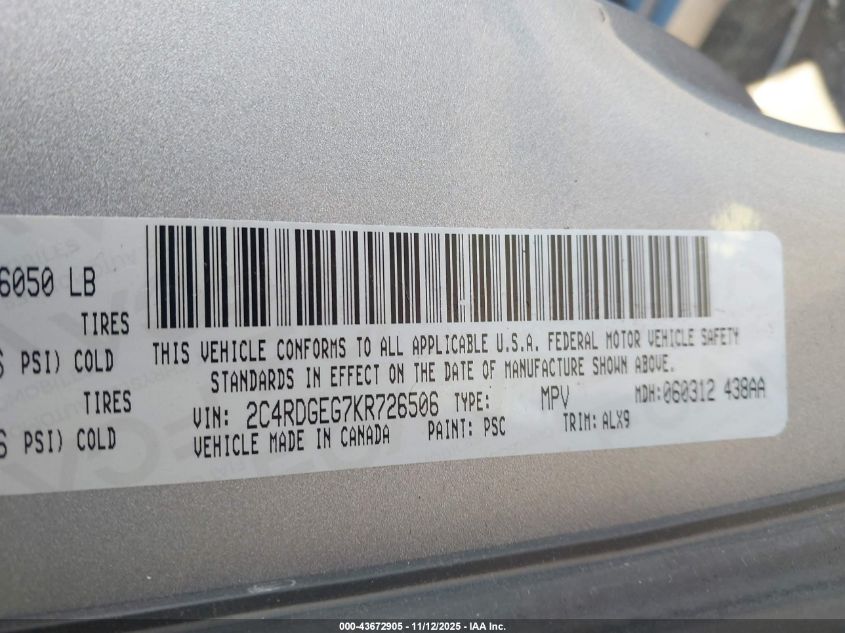 6050 LB
TIRES
PSI) COLD
TIRES
PSI) COLD
THIS VEHICLE CONFORMS TO ALL APPLICABLE U.S.A. FEDERAL MOTOR VEHICLE SAFETY
STANDARDS IN EFFECT ON THE DATE OF MANUFACTURE SHOWN ABOVE.
VIN: 2C4RDGEG7KR726506 TYPE: MPV MDH:060312 438AA
VEHICLE MADE IN CANADA PAINT: PSC TRIM: ALX9
000-43672905 - 11/12/2025 - IAA Inc.